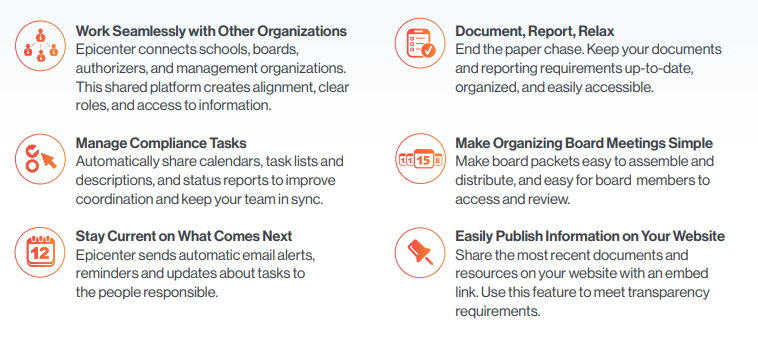 Work Seamlessly with Other Organizations
Epicenter connects schools, boards,
authorizers, and management organizations.
This shared platform creates alignment, clear
roles, and access to information.
Document, Report, Relax
End the paper chase. Keep your documents
and reporting requirements up-to-date,
organized, and easily accessible.
Manage Compliance Tasks
Automatically share calendars, task lists and
descriptions, and status reports to improve
coordination and keep your team in sync.
15
8
Make Organizing Board Meetings Simple
Make board packets easy to assemble and
distribute, and easy for board members to
access and review.
12
Stay Current on What Comes Next
Epicenter sends automatic email alerts,
reminders and updates about tasks to
the people responsible.
Easily Publish Information on Your Website
Share the most recent documents and
resources on your website with an embed
link. Use this feature to meet transparency
requirements.